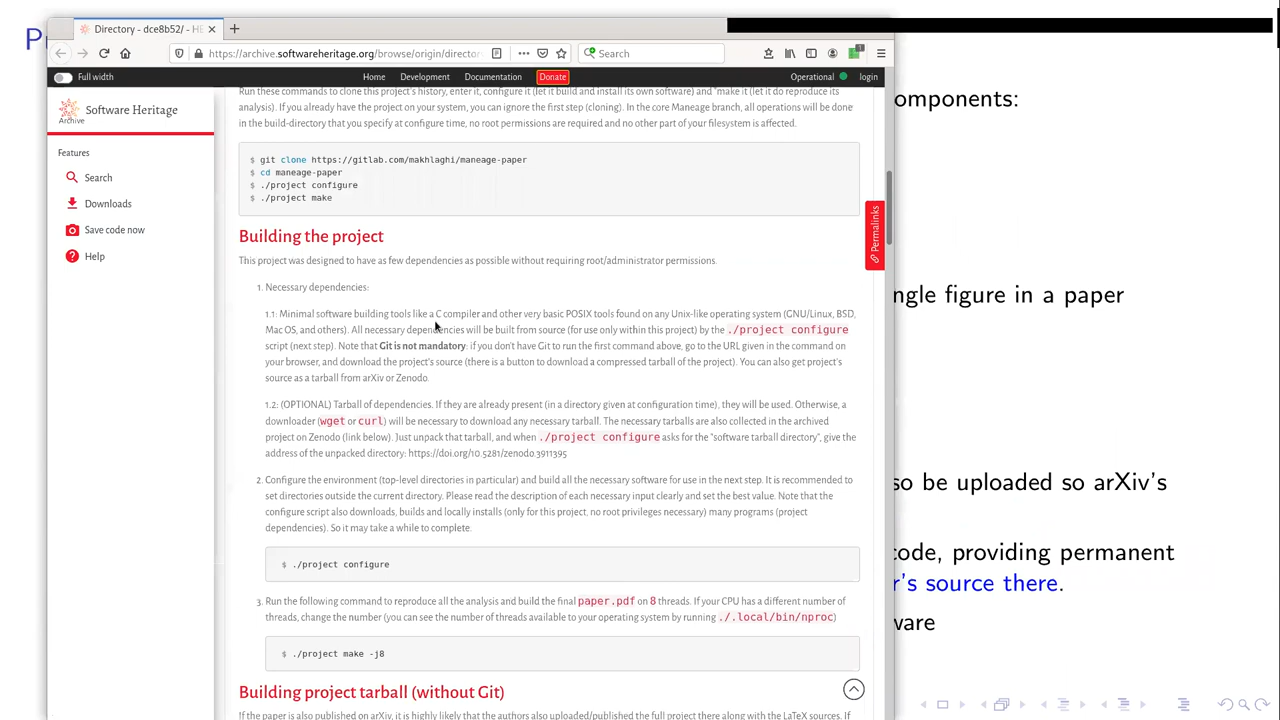 P
Directory - dce8b52/ - HE
https://archive.softwareheritage.org/browse/origin/director
Search
1
Full width
Home
Development
Documentation
Donate
Operational
login
Software Heritage
Archive
Features
Search
Downloads
Save code now
Help
Run these commands to clone this project's history, enter it, configure it (let it build and install its own software) and "make it (let it do reproduce its
analysis). If you already have the project on your system, you can ignore the first step (cloning). In the core Maneage branch, all operations will be done
in the build-directory that you specify at configure time, no root permissions are required and no other part of your filesystem is affected.
$ git clone https://gitlab.com/makhlaghi/maneage-paper
$ cd maneage-paper
$ ./project configure
$ ./project make
Permalinks
Building the project
This project was designed to have as few dependencies as possible without requiring root/administrator permissions.
1. Necessary dependencies:
1.1: Minimal software building tools like a C compiler and other very basic POSIX tools found on any Unix-like operating system (GNU/Linux, BSD,
Mac OS, and others). All necessary dependencies will be built from source (for use only within this project) by the ./project configure
script (next step). Note that Git is not mandatory: if you don't have Git to run the first command above, go to the URL given in the command on
your browser, and download the project's source (there is a button to download a compressed tarball of the project). You can also get project's
source as a tarball from arXiv or Zenodo.
1.2: (OPTIONAL) Tarball of dependencies. If they are already present (in a directory given at configuration time), they will be used. Otherwise, a
downloader (wget or curl) will be necessary to download any necessary tarball. The necessary tarballs are also collected in the archived
project on Zenodo (link below). Just unpack that tarball, and when ./project configure asks for the "software tarball directory", give the
address of the unpacked directory: https://doi.org/10.5281/zenodo.3911395
2. Configure the environment (top-level directories in particular) and build all the necessary software for use in the next step. It is recommended to
set directories outside the current directory. Please read the description of each necessary input clearly and set the best value. Note that the
configure script also downloads, builds and locally installs (only for this project, no root privileges necessary) many programs (project
dependencies). So it may take a while to complete.
$ ./project configure
3. Run the following command to reproduce all the analysis and build the final paper.pdf on 8 threads. If your CPU has a different number of
threads, change the number (you can see the number of threads available to your operating system by running ./.local/bin/nproc)
$ ./project make -j8
Building project tarball (without Git)
omponents:
ngle figure in a paper
so be uploaded so arXiv's
code, providing permanent
r's source there.
ware